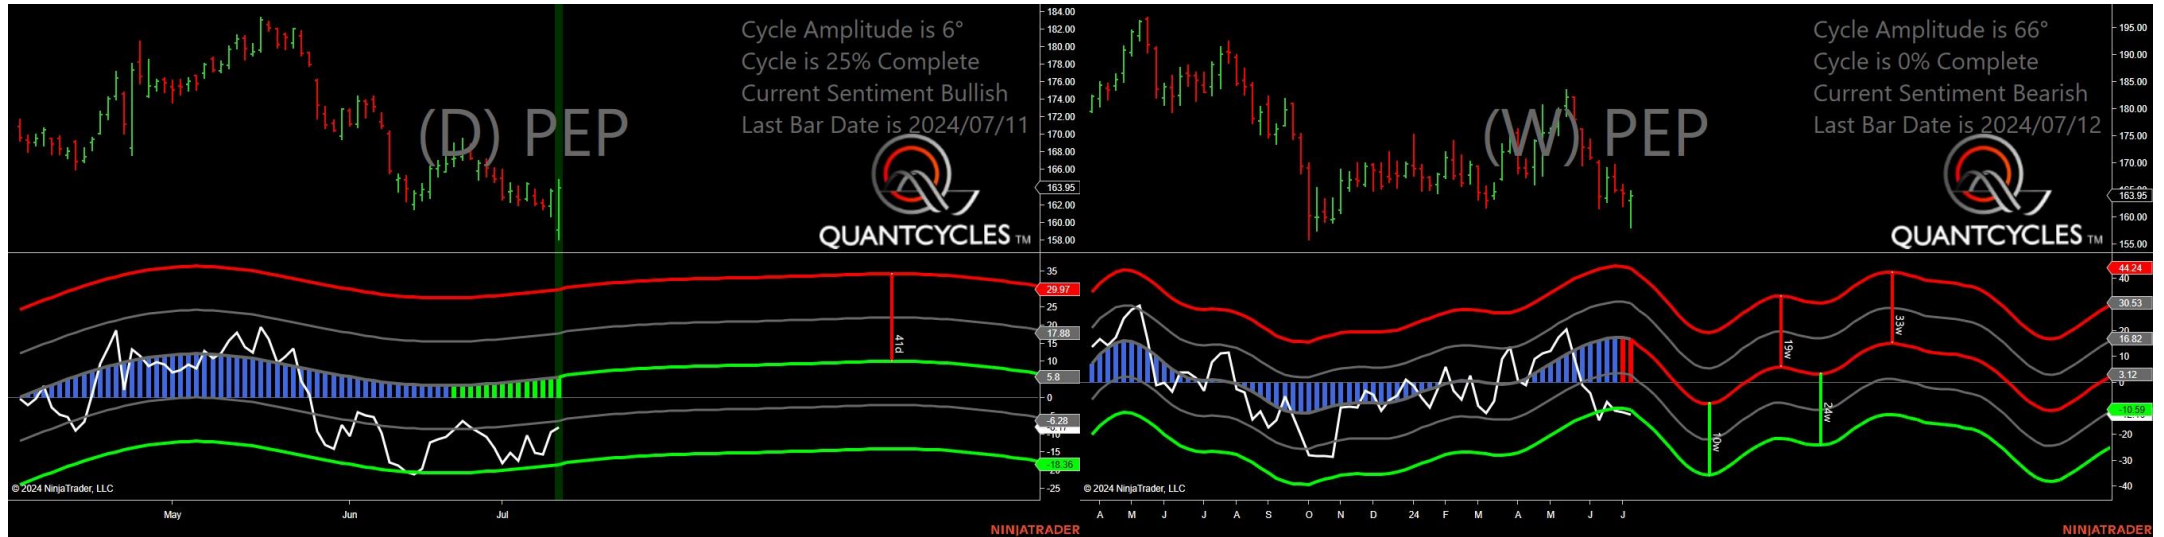 Cycle Amplitude is 6°
Cycle is 25% Complete
Current Sentiment Bullish
Last Bar Date is 2024/07/11
(D) PEP
QUANTCYCLES TM
184.00
182.00
180.00
178.00
176.00
174.00
172.00
170.00
168.00
166.00
163.95
162.00
160.00
158.00
35
29.97
25
17.88
15
10
5.8
0
-6.28
-10
-18.36
-25
41d
© 2024 NinjaTrader, LLC
May Jun Jul
NINJATRADER
Cycle Amplitude is 66°
Cycle is 0% Complete
Current Sentiment Bearish
Last Bar Date is 2024/07/12
(W) PEP
QUANTCYCLES TM
195.00
190.00
185.00
180.00
175.00
170.00
163.95
160.00
155.00
44.24
40
30.53
20
16.82
10
3.12
0
-10.59
-20
-30
-40
10w
19w
24w
33w
© 2024 NinjaTrader, LLC
A M J J A S O N D 24 F M A M J J
NINJATRADER